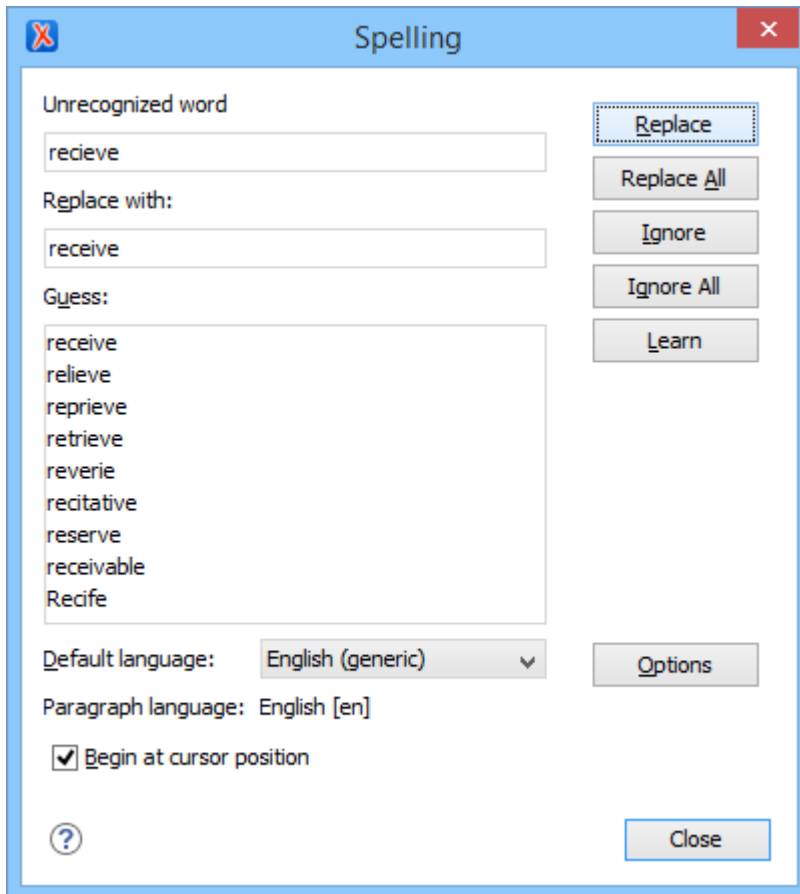 Spelling
Unrecognized word
recieve
Replace with:
receive
Guess:
receive
relieve
reprieve
retrieve
reverie
recitative
reserve
receivable
Recife
Replace
Replace All
Ignore
Ignore All
Learn
Default language: English (generic)
Options
Paragraph language: English [en]
Begin at cursor position
?
Close